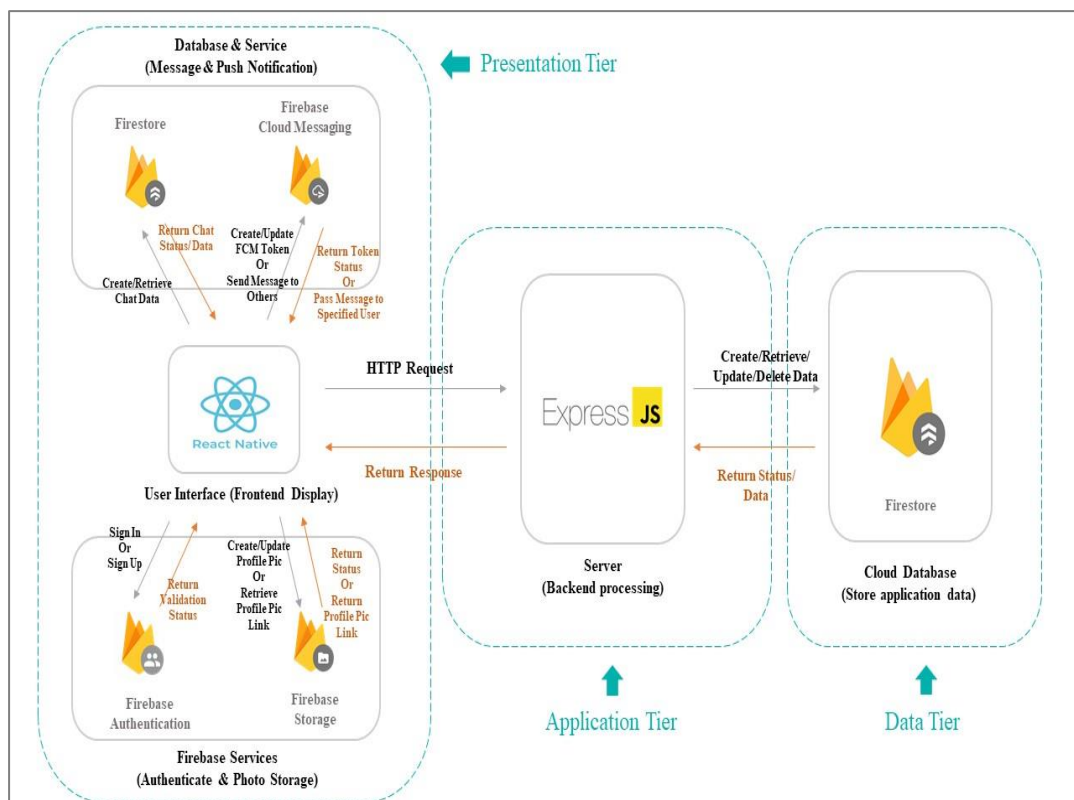 Database & Service
(Message & Push Notification)
Presentation Tier
Firestore
Firebase
Cloud Messaging
Return Chat
Status/Data
Create/Retrieve
Chat Data
Create/Update
FCM Token
Or
Send Message to
Others
Return Token
Status
Or
Pass Message to
Specified User
React Native
User Interface (Frontend Display)
HTTP Request
Return Response
Express JS
Server
(Backend processing)
Create/Retrieve/
Update/Delete Data
Return Status/
Data
Firestore
Cloud Database
(Store application data)
Sign In
Or
Sign Up
Return
Validation
Status
Create/Update
Profile Pic
Or
Retrieve
Profile Pic
Link
Return
Status
Or
Return
Profile Pic
Link
Firebase
Authentication
Firebase
Storage
Firebase Services
(Authenticate & Photo Storage)
Application Tier
Data Tier